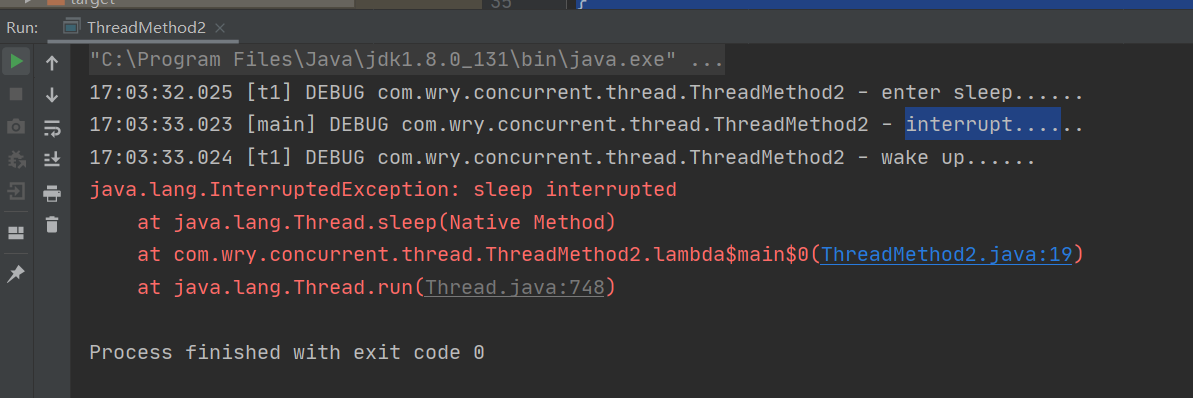 target
35
{
Run: ThreadMethod2 ×
"C:\Program Files\Java\jdk1.8.0_131\bin\java.exe" ...
17:03:32.025 [t1] DEBUG com.wry.concurrent.thread.ThreadMethod2 - enter sleep......
17:03:33.023 [main] DEBUG com.wry.concurrent.thread.ThreadMethod2 - interrupt......
17:03:33.024 [t1] DEBUG com.wry.concurrent.thread.ThreadMethod2 - wake up......
java.lang.InterruptedException: sleep interrupted
    at java.lang.Thread.sleep(Native Method)
    at com.wry.concurrent.thread.ThreadMethod2.lambda$main$0(ThreadMethod2.java:19)
    at java.lang.Thread.run(Thread.java:748)
Process finished with exit code 0